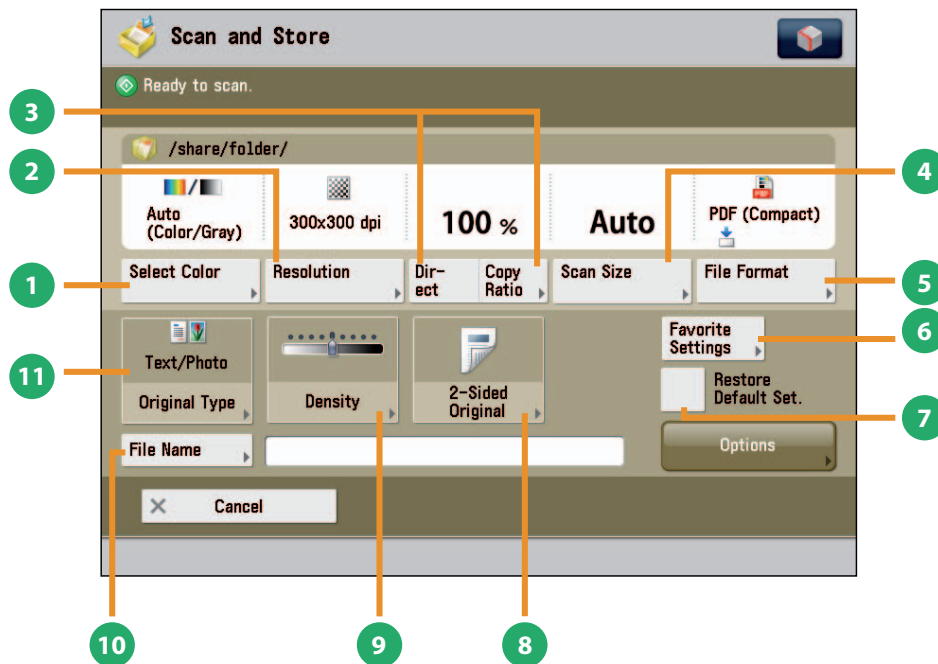 Scan and Store
Ready to scan.
3
/share/folder/
2
4
Auto
(Color/Gray)
300x300 dpi
100 %
Auto
PDF (Compact)
1
Select Color
Resolution
Dir-
ect
Copy
Ratio
Scan Size
File Format
5
Text/Photo
Original Type
Density
2-Sided
Original
Favorite
Settings
6
11
Restore
Default Set.
7
File Name
Options
Cancel
10
9
8